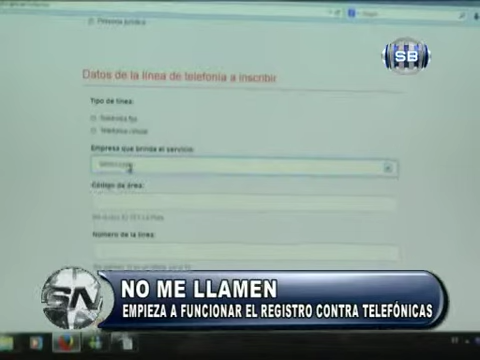 Persona jurídica
SB
Datos de la línea de telefonía a inscribir
Tipo de línea:
Telefonía fija
Telefonía celular
Empresa que brinda el servicio:
Código de área:
Número de la línea:
SN
NO ME LLAMEN
EMPIEZA A FUNCIONAR EL REGISTRO CONTRA TELEFÓNICAS